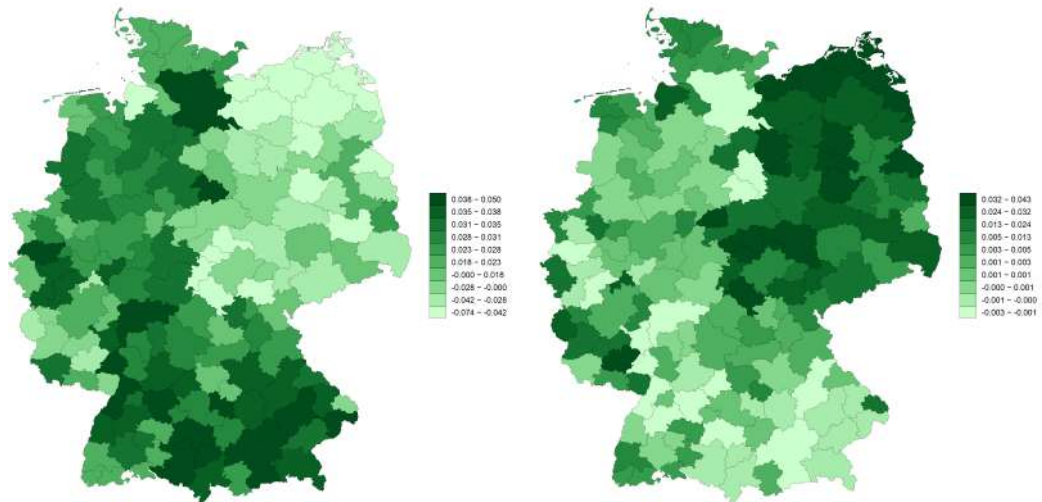 0.038 − 0.050
0.035 − 0.038
0.031 − 0.035
0.028 − 0.031
0.023 − 0.028
0.018 − 0.023
-0.000 − 0.018
-0.028 − -0.000
-0.042 − -0.028
-0.074 − -0.042
0.032 − 0.043
0.024 − 0.032
0.013 − 0.024
0.005 − 0.013
0.003 − 0.005
0.001 − 0.003
0.001 − 0.001
-0.000 − 0.001
-0.001 − -0.000
-0.003 − -0.001